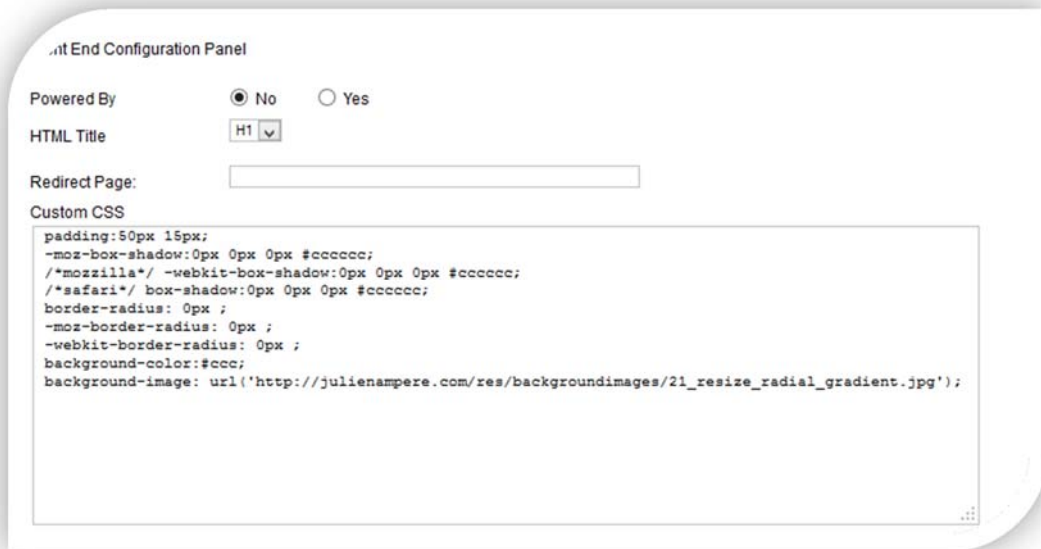 nt End Configuration Panel
Powered By No Yes
HTML Title H1
Redirect Page:
Custom CSS
padding:50px 15px;
-moz-box-shadow:0px 0px 0px #cccccc;
/*mozzilla*/ -webkit-box-shadow:0px 0px 0px #cccccc;
/*safari*/ box-shadow:0px 0px 0px #cccccc;
border-radius: 0px ;
-moz-border-radius: 0px ;
-webkit-border-radius: 0px ;
background-color:#ccc;
background-image: url('http://julienampere.com/res/backgroundimages/21_resize_radial_gradient.jpg');